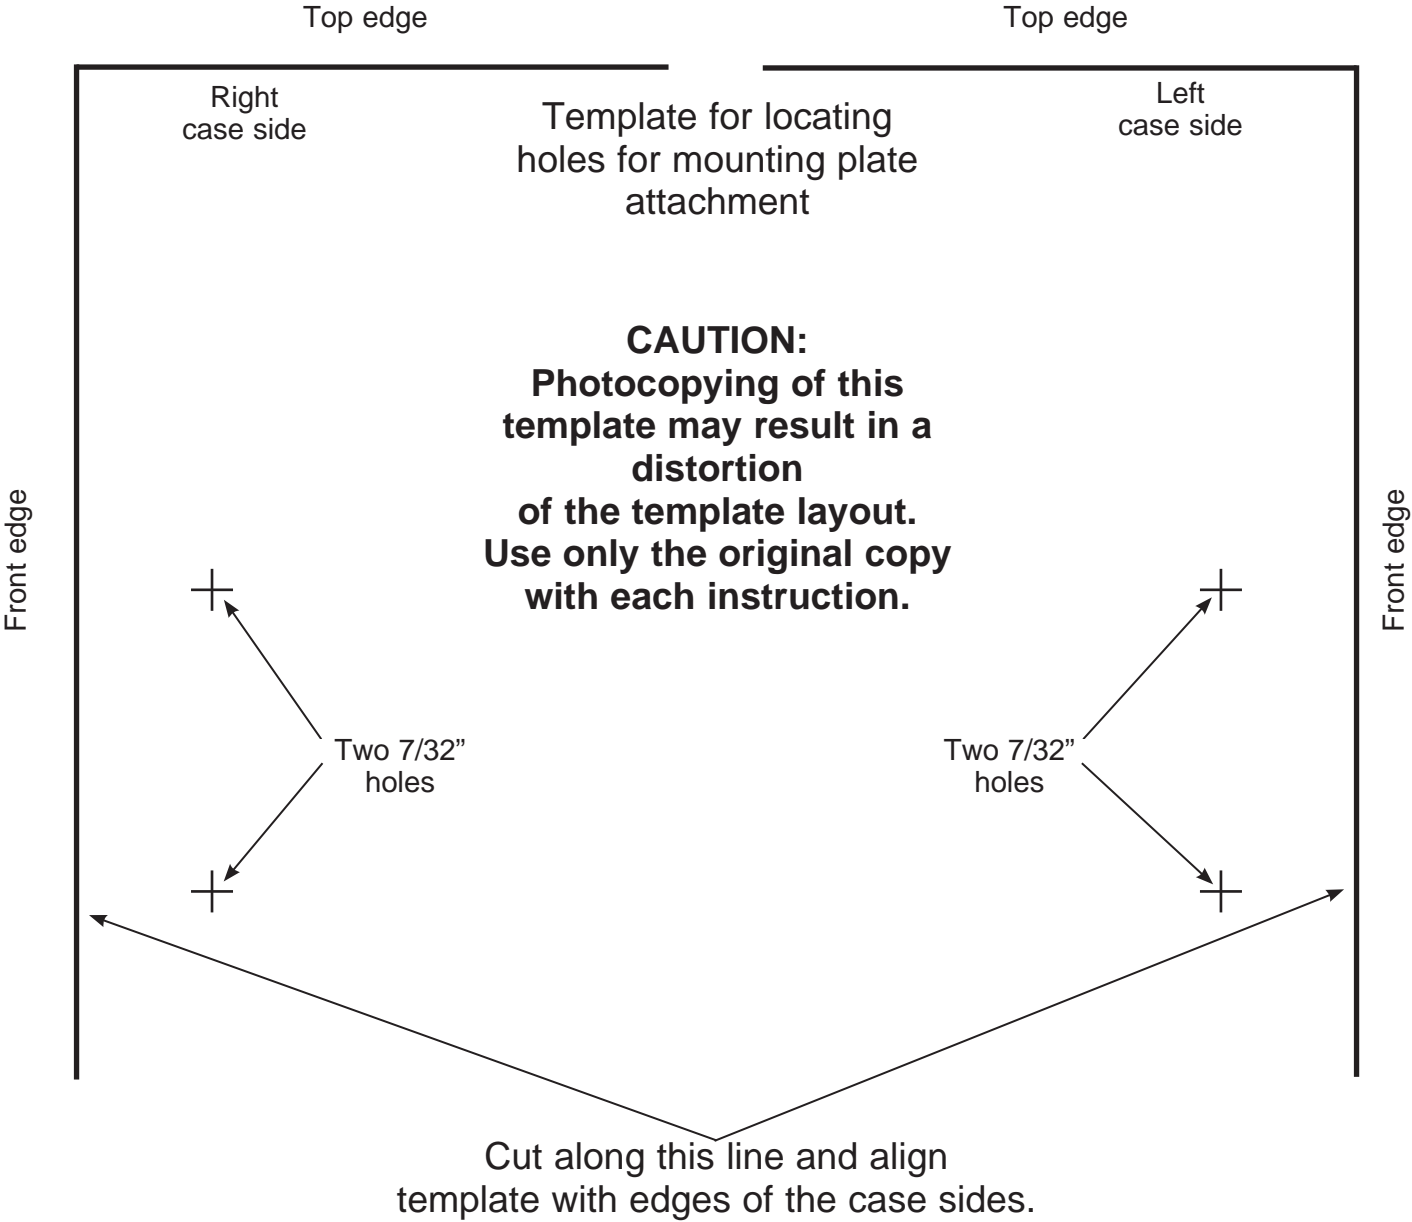 Top edge
Top edge
Right
case side
Left
case side
Template for locating
holes for mounting plate
attachment
CAUTION:
Photocopying of this
template may result in a
distortion
of the template layout.
Use only the original copy
with each instruction.
Front edge
Front edge
Two 7/32”
holes
Two 7/32”
holes
Cut along this line and align
template with edges of the case sides.